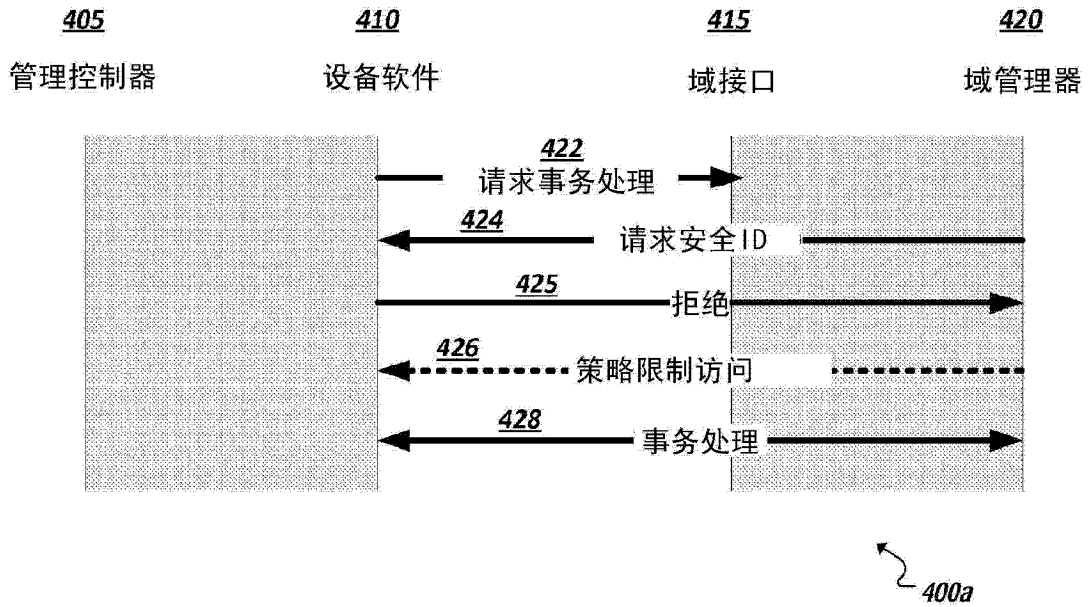 405
410
415
420
管理控制器
设备软件
域接口
域管理器
422
请求事务处理
424
请求安全ID
425
拒绝
426
策略限制访问
428
事务处理
400a